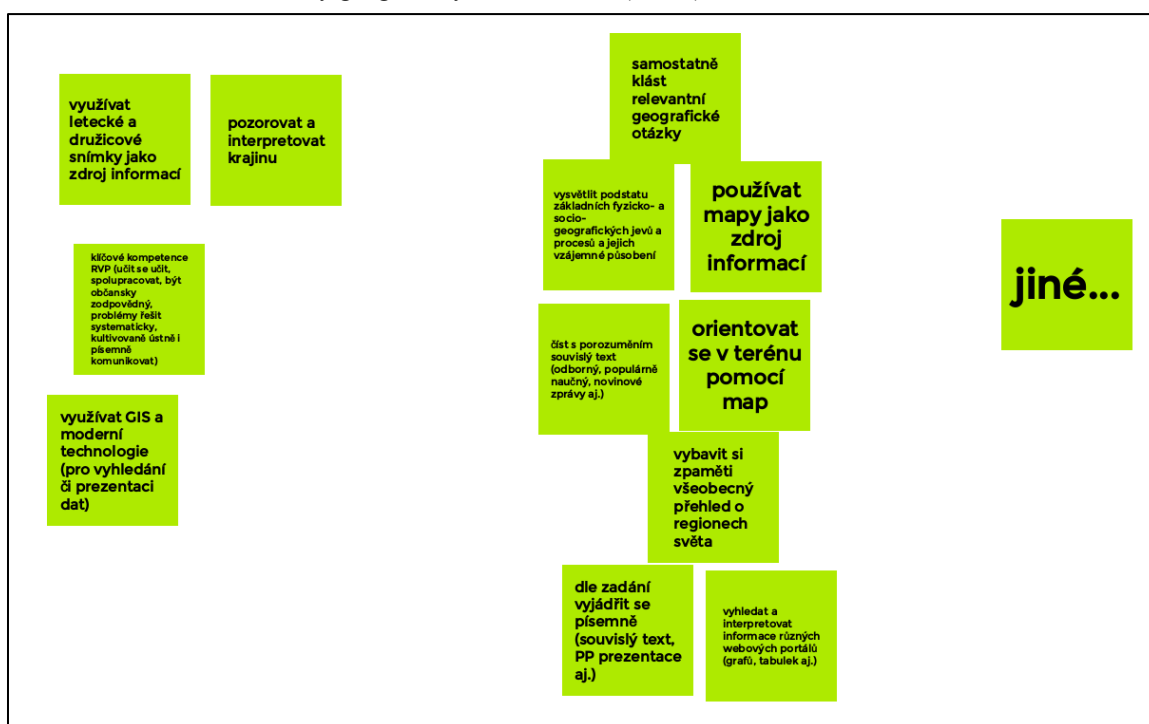 využívat
letecké a
družicové
snímky jako
zdroj informací
pozorovat a
interpretovat
krajinu
klíčové kompetence
RVP (učit se učit,
spolupracovat, být
občansky
zodpovědný,
problémy řešit
systematicky,
kultivovaně ústně i
písemně
komunikovat)
využívat GIS a
moderní
technologie
(pro vyhledání
či prezentaci
dat)
samostatně
klást
relevantní
geografické
otázky
vysvětlit podstatu
základních fyzicko- a
socio-
geografických jevů a
procesů a jejich
vzájemné působení
používat
mapy jako
zdroj
informací
číst s porozuměním
souvislý text
(odborný, populárně
naučný, novinové
zprávy aj.)
orientovat
se v terénu
pomocí
map
vybavit si
zpaměti
všeobecný
přehled o
regionech
světa
dle zadání
vyjádřit se
písemně
(souvislý text,
PP prezentace
aj.)
vyhledat a
interpretovat
informace různých
webových portálů
(grafů, tabulek aj.)
jiné...